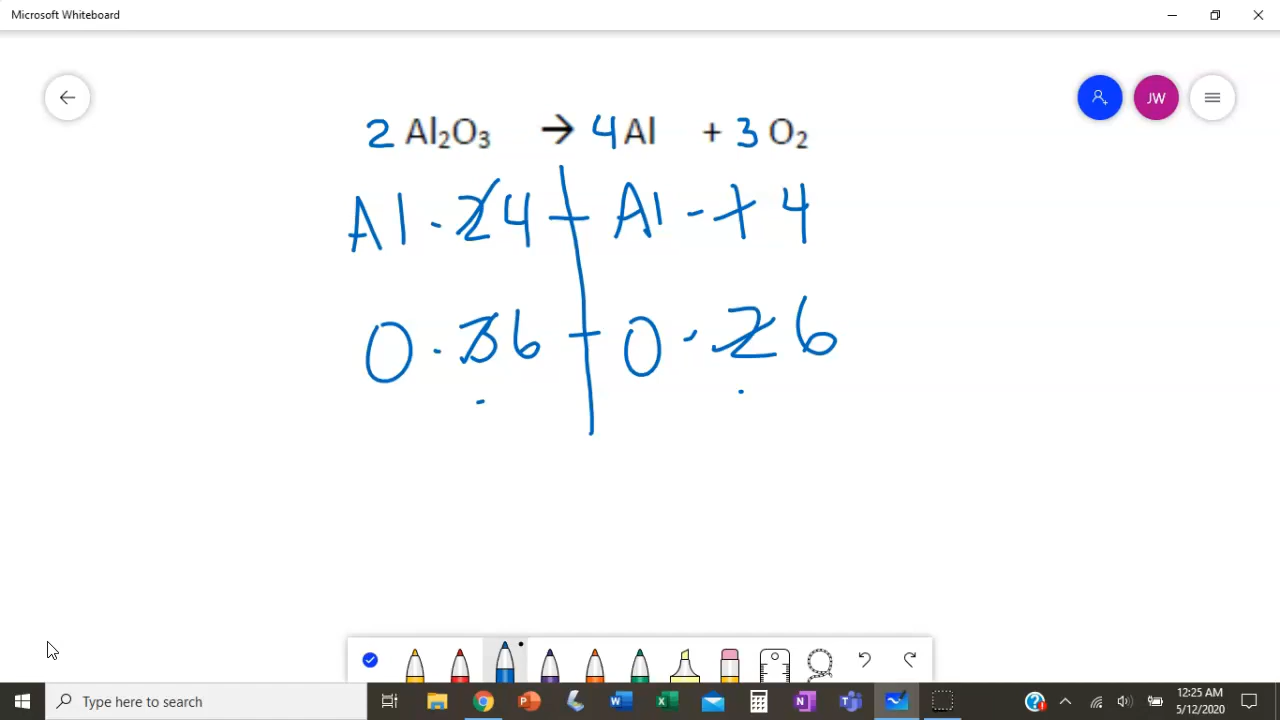 Microsoft Whiteboard
JW
2 Al₂O₃ → 4 Al + 3 O₂
Al - 2 4 Al - 1 4
O - 3 6 O - 2 6
Type here to search
12:25 AM
5/12/2020